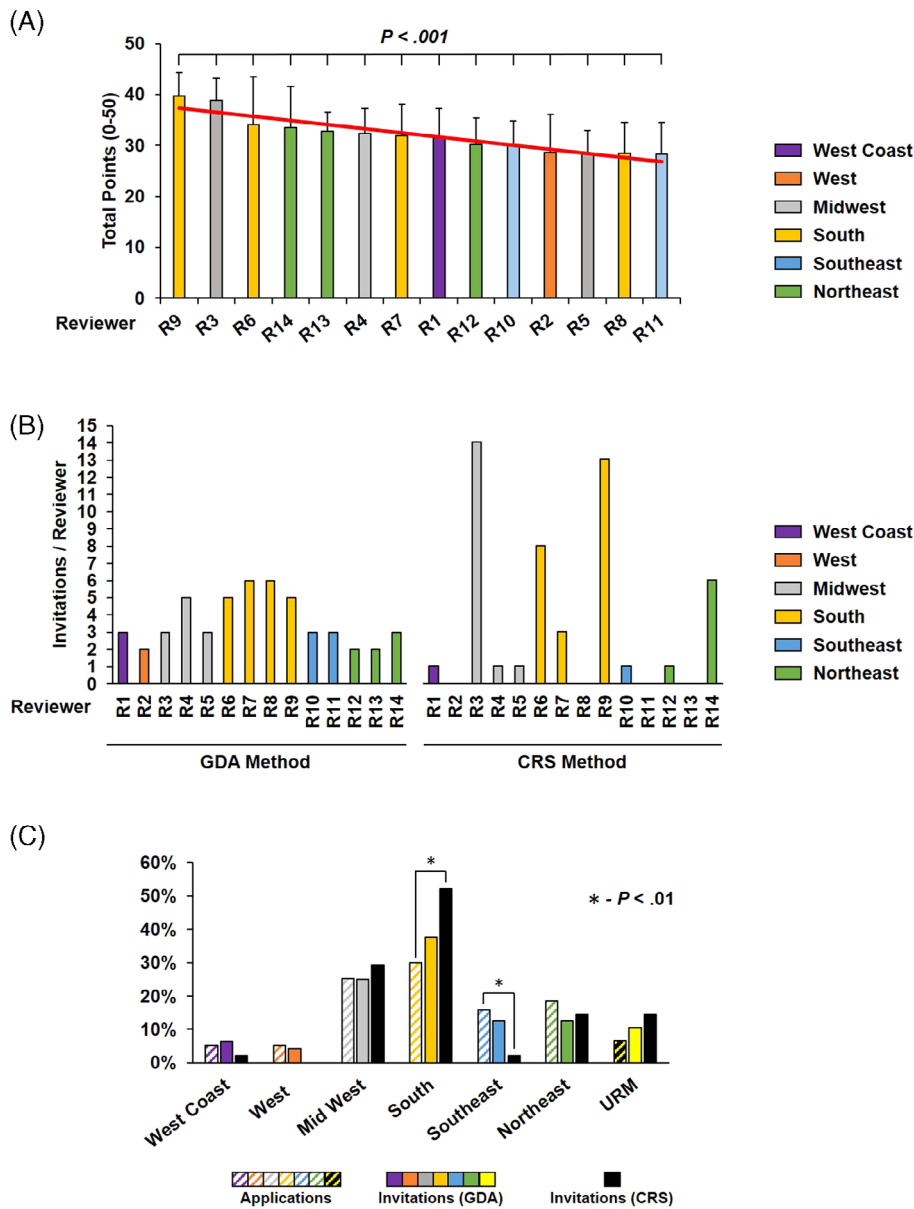 (A)
P < .001
Total Points (0-50)
50
40
30
20
10
0
Reviewer
R9 R3 R6 R14 R13 R4 R7 R1 R12 R10 R2 R5 R8 R11
West Coast
West
Midwest
South
Southeast
Northeast
(B)
Invitations / Reviewer
15
14
13
12
11
10
9
8
7
6
5
4
3
2
1
0
Reviewer
R1 R2 R3 R4 R5 R6 R7 R8 R9 R10 R11 R12 R13 R14 R1 R2 R3 R4 R5 R6 R7 R8 R9 R10 R11 R12 R13 R14
GDA Method CRS Method
West Coast
West
Midwest
South
Southeast
Northeast
(C)
60%
50%
40%
30%
20%
10%
0%
*
*
* - P < .01
West Coast West Mid West South Southeast Northeast URM
Applications Invitations (GDA) Invitations (CRS)